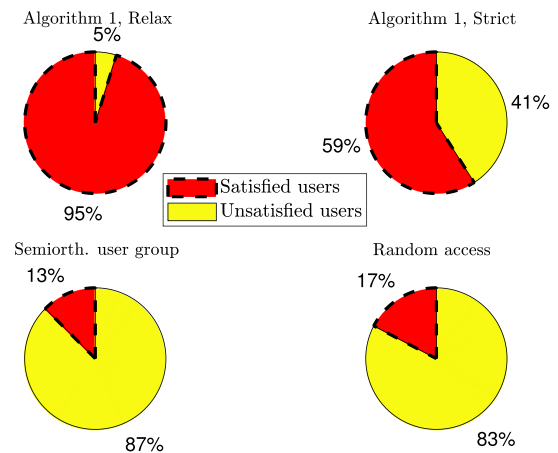 Algorithm 1, Relax
Algorithm 1, Strict
5%
41%
59%
95%
Satisfied users
Unsatisfied users
Semiorth. user group
Random access
13%
17%
87%
83%